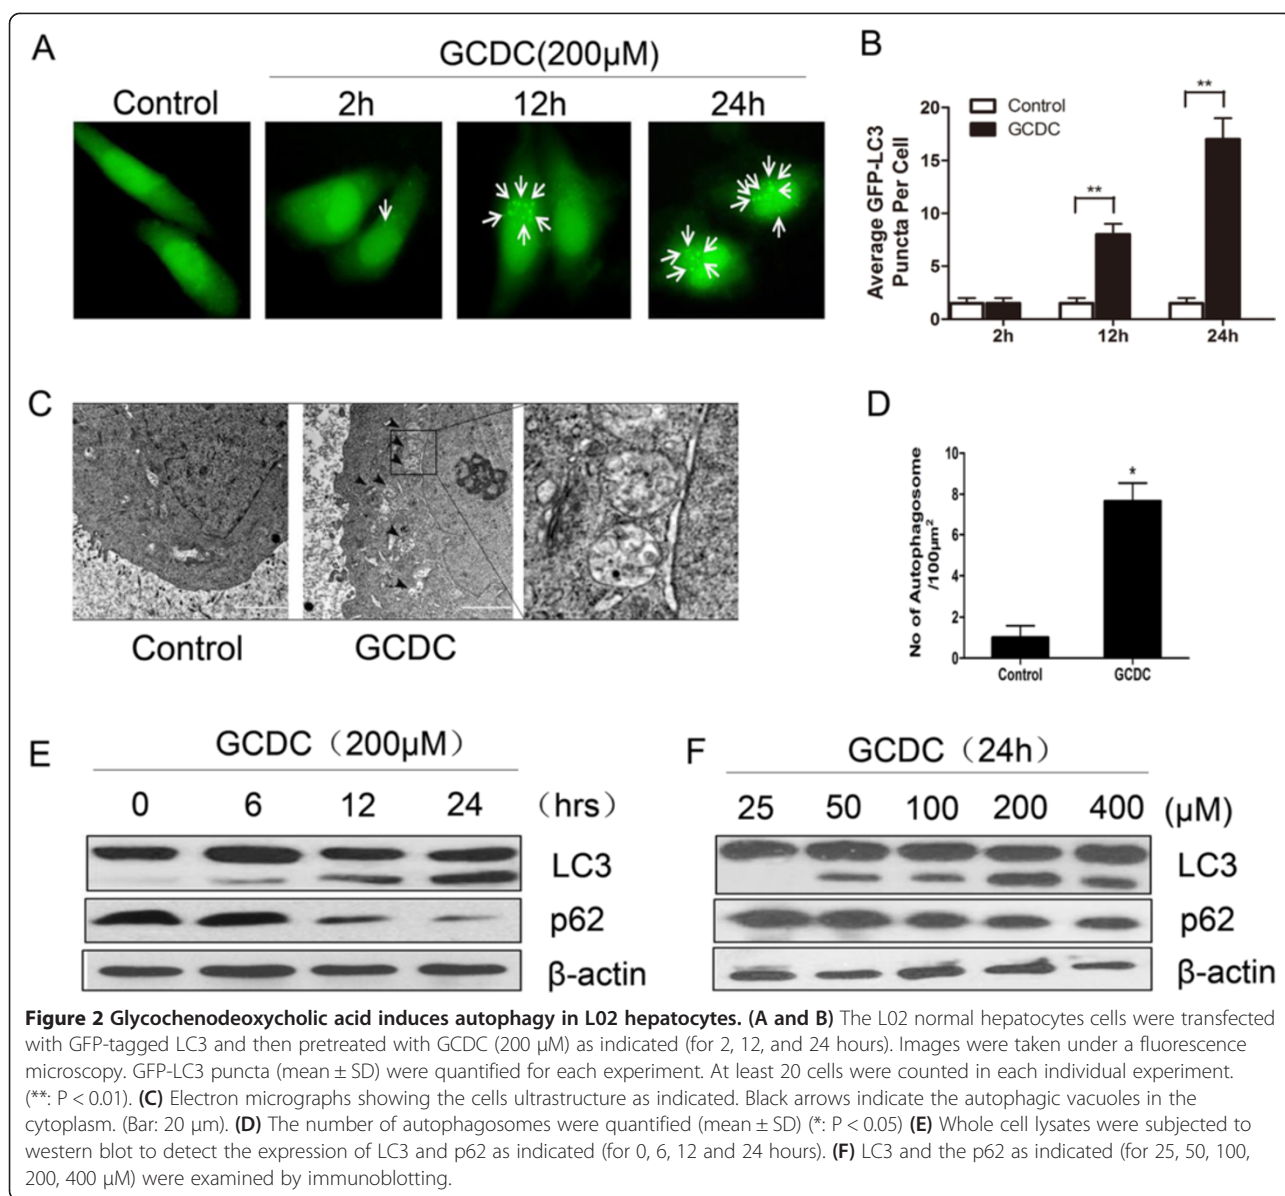 A
GCDC(200µM)
Control 2h 12h 24h
B
Control
GCDC
**
**
Average GFP-LC3
Puncta Per Cell
20
15
10
5
0
2h 12h 24h
C
Control GCDC
D
No of Autophagosome
/100µm²
10
8
6
4
2
0
*
Control GCDC
E
GCDC（200µM）
0 6 12 24 （hrs）
LC3
p62
β-actin
F
GCDC（24h）
25 50 100 200 400 (µM)
LC3
p62
β-actin
Figure 2 Glycochenodeoxycholic acid induces autophagy in L02 hepatocytes. (A and B) The L02 normal hepatocytes cells were transfected
with GFP-tagged LC3 and then pretreated with GCDC (200 µM) as indicated (for 2, 12, and 24 hours). Images were taken under a fluorescence
microscopy. GFP-LC3 puncta (mean ± SD) were quantified for each experiment. At least 20 cells were counted in each individual experiment.
(**: P < 0.01). (C) Electron micrographs showing the cells ultrastructure as indicated. Black arrows indicate the autophagic vacuoles in the
cytoplasm. (Bar: 20 µm). (D) The number of autophagosomes were quantified (mean ± SD) (*: P < 0.05) (E) Whole cell lysates were subjected to
western blot to detect the expression of LC3 and p62 as indicated (for 0, 6, 12 and 24 hours). (F) LC3 and the p62 as indicated (for 25, 50, 100,
200, 400 µM) were examined by immunoblotting.